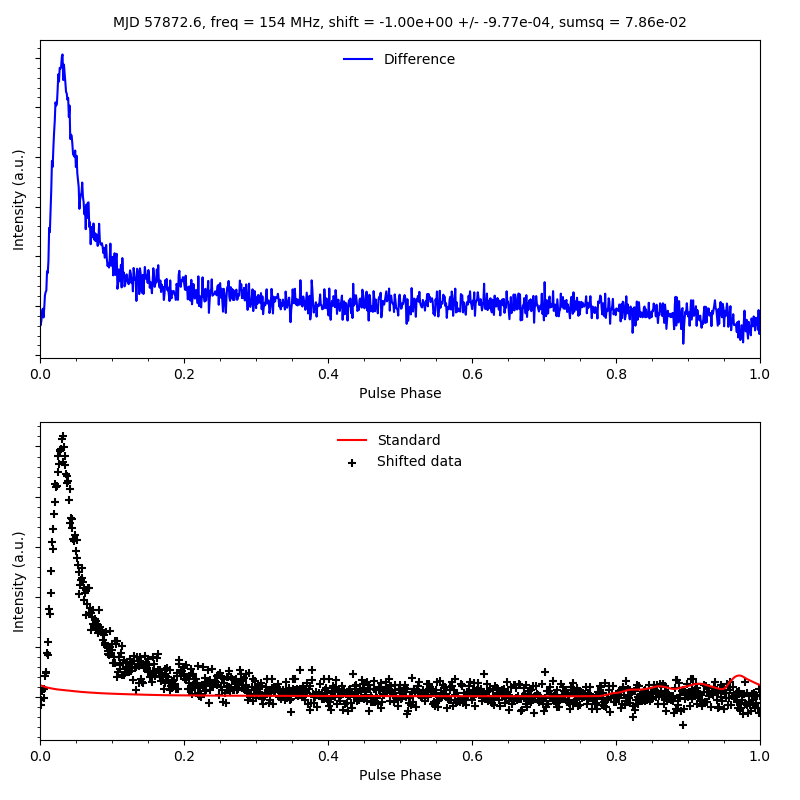 MJD 57872.6, freq = 154 MHz, shift = -1.00e+00 +/- -9.77e-04, sumsq = 7.86e-02
Difference
Intensity (a.u.)
0.0 0.2 0.4 0.6 0.8 1.0
Pulse Phase
Standard
Shifted data
Intensity (a.u.)
0.0 0.2 0.4 0.6 0.8 1.0
Pulse Phase